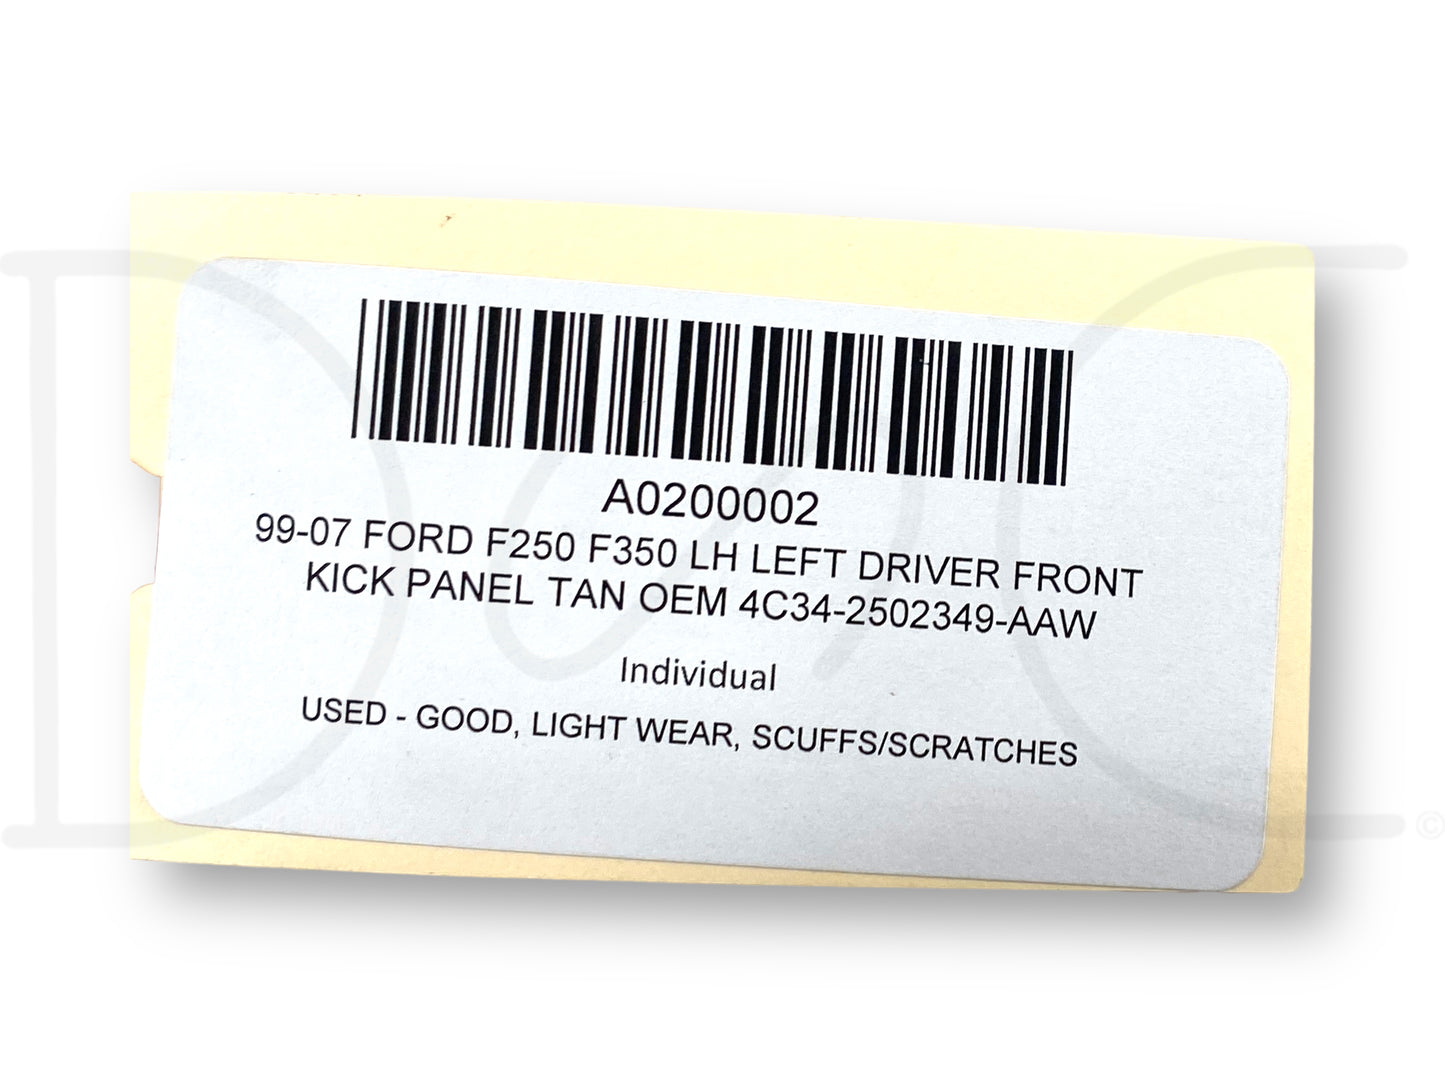 A0200002
99-07 FORD F250 F350 LH LEFT DRIVER FRONT
KICK PANEL TAN OEM 4C34-2502349-AAW
Individual
USED - GOOD, LIGHT WEAR, SCUFFS/SCRATCHES
©